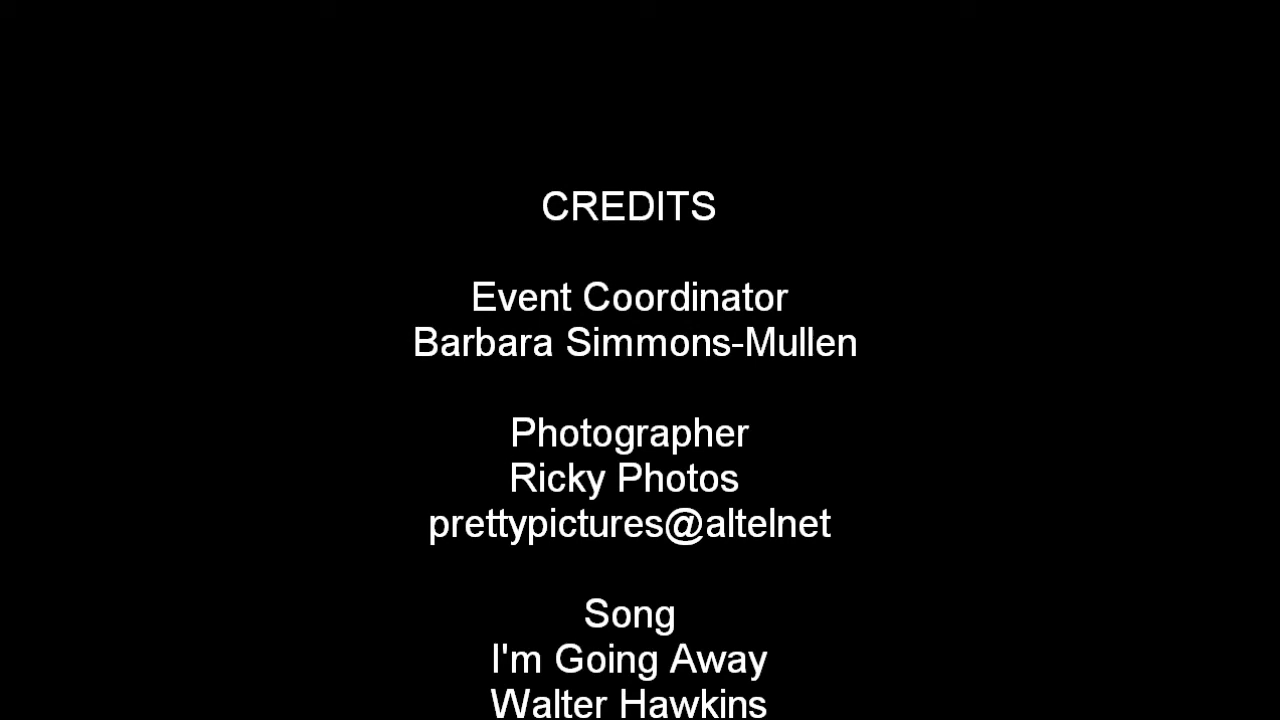 CREDITS
Event Coordinator
Barbara Simmons-Mullen
Photographer
Ricky Photos
prettypictures@altelnet
Song
I'm Going Away
Walter Hawkins